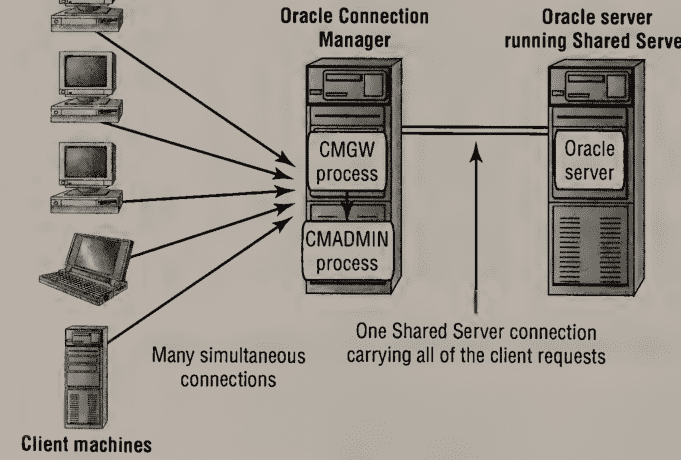 Oracle Connection
Manager
Oracle server
running Shared Serve
CMGW
process
CMADMIN
process
Oracle
server
Many simultaneous
connections
One Shared Server connection
carrying all of the client requests
Client machines